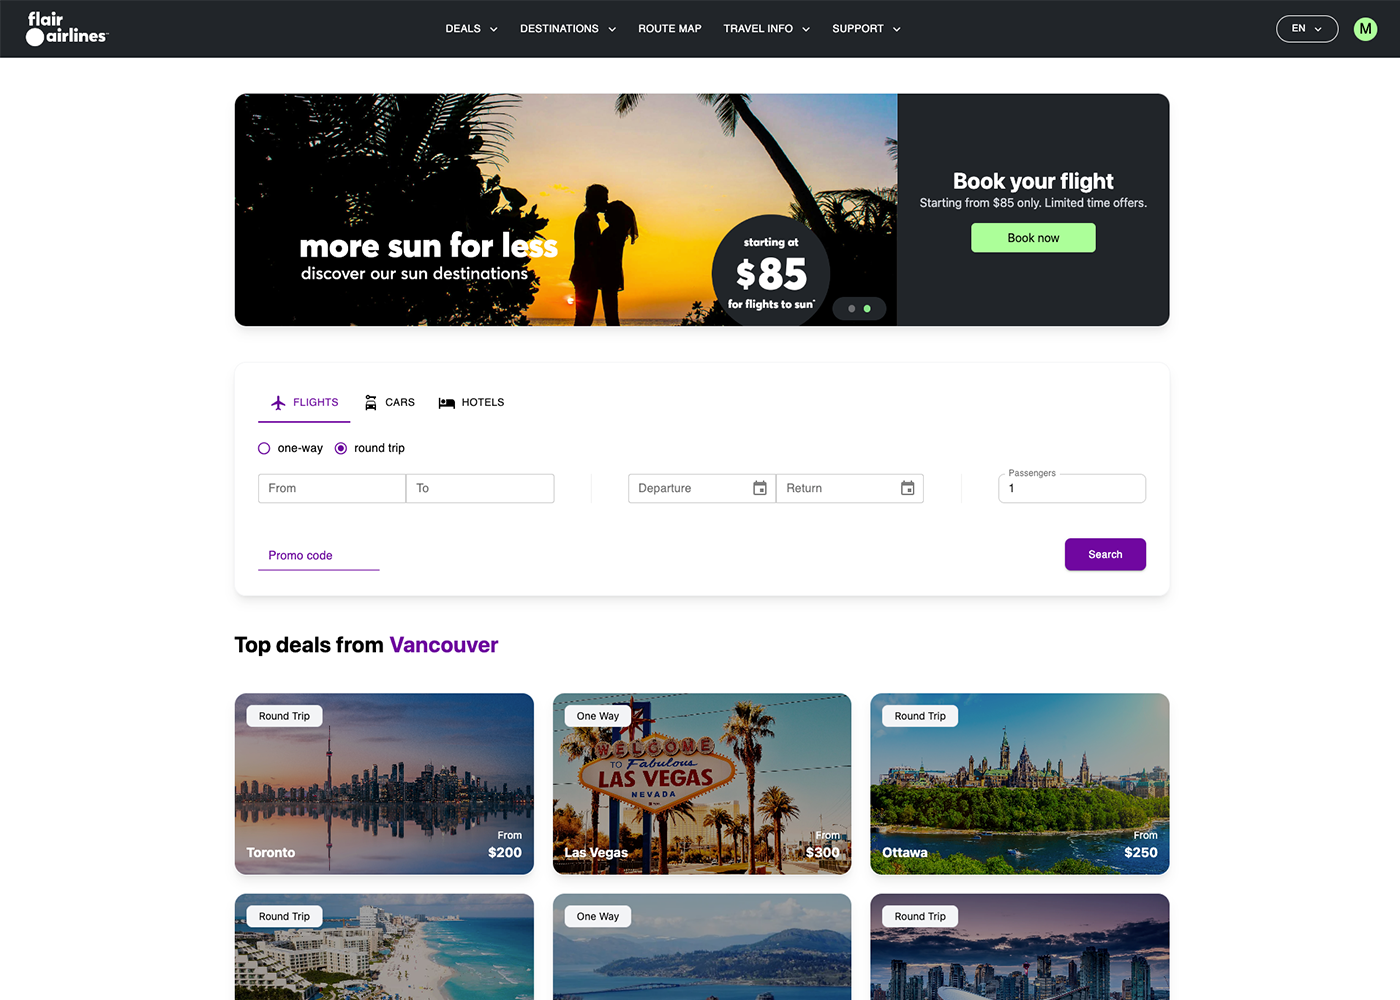 flair
airlines™
DEALS DESTINATIONS ROUTE MAP TRAVEL INFO SUPPORT
EN
M
more sun for less
discover our sun destinations
starting at
$85
for flights to sun*
Book your flight
Starting from $85 only. Limited time offers.
Book now
FLIGHTS CARS HOTELS
one-way round trip
From To Departure Return
Passengers
1
Promo code
Search
Top deals from Vancouver
Round Trip
From
Toronto $200
One Way
WELCOME
TO Fabulous
LAS VEGAS
NEVADA
From
Las Vegas $300
Round Trip
From
Ottawa $250
Round Trip
One Way
Round Trip